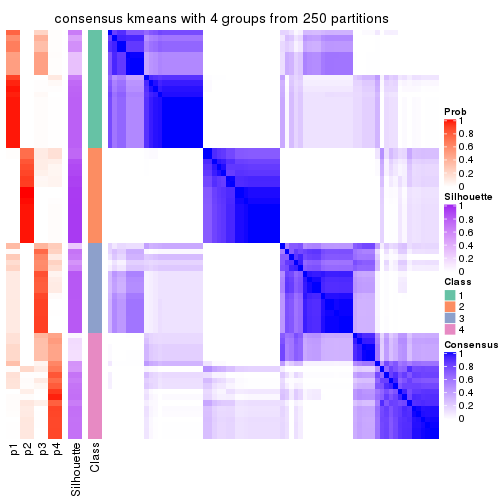 consensus kmeans with 4 groups from 250 partitions
Prob
1
0.8
0.6
0.4
0.2
0
Silhouette
1
0.8
0.6
0.4
0.2
0
Class
1
2
3
4
Consensus
1
0.8
0.6
0.4
0.2
0
p1
p2
p3
p4
Silhouette
Class